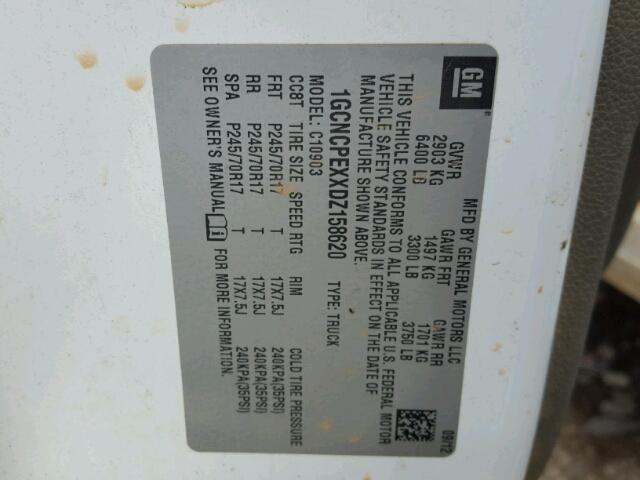 GM
MFD BY GENERAL MOTORS LLC 09/12
GVWR GAWR FRT GAWR RR
2903 KG 1497 KG 1701 KG
6400 LB 3300 LB 3750 LB
THIS VEHICLE CONFORMS TO ALL APPLICABLE U.S. FEDERAL MOTOR
VEHICLE SAFETY STANDARDS IN EFFECT ON THE DATE OF
MANUFACTURE SHOWN ABOVE.
1GCNCPEXXDZ158620 TYPE: TRUCK
MODEL: C10903
CC8T TIRE SIZE SPEED RTG RIM COLD TIRE PRESSURE
FRT P245/70R17 T 17X7.5J 240KPA(35PSI)
RR P245/70R17 T 17X7.5J 240KPA(35PSI)
SPA P245/70R17 T 17X7.5J 240KPA(35PSI)
SEE OWNER'S MANUAL FOR MORE INFORMATION.